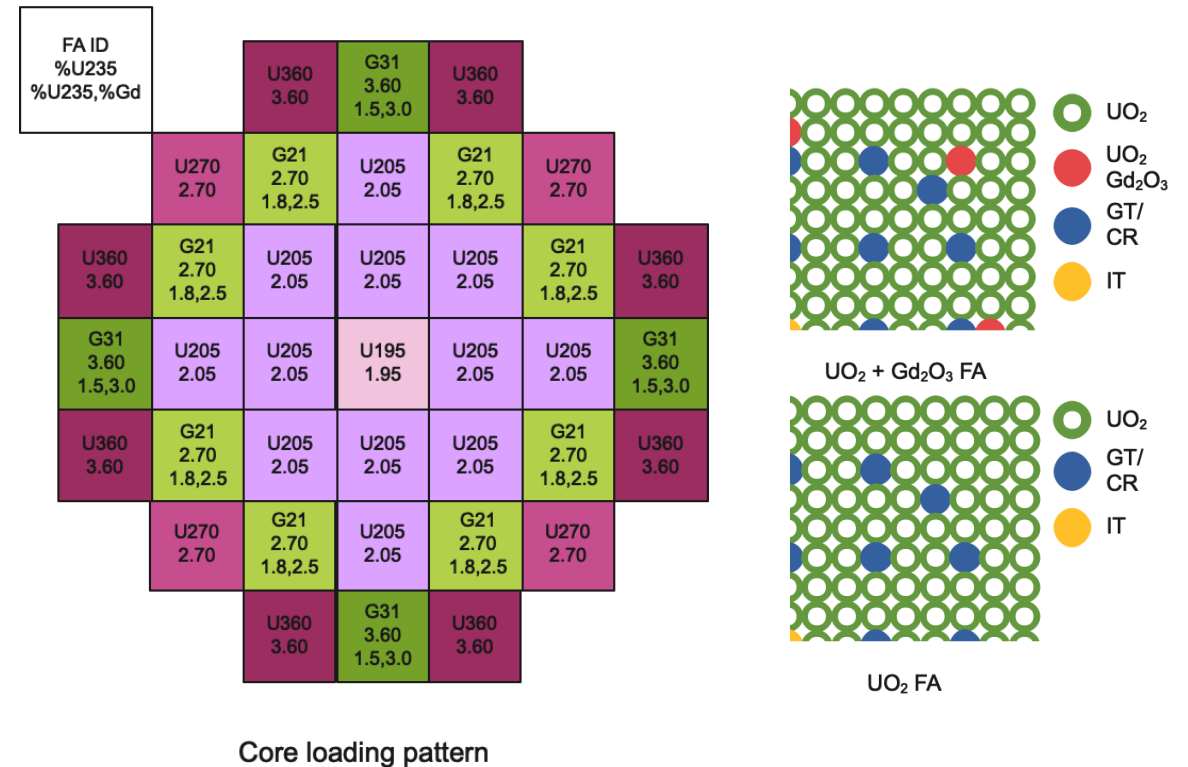 FA ID
%U235
%U235,%Gd
U360
3.60
G31
3.60
1.5,3.0
U360
3.60
U270
2.70
G21
2.70
1.8,2.5
U205
2.05
G21
2.70
1.8,2.5
U270
2.70
U360
3.60
G21
2.70
1.8,2.5
U205
2.05
U205
2.05
U205
2.05
G21
2.70
1.8,2.5
U360
3.60
G31
3.60
1.5,3.0
U205
2.05
U205
2.05
U195
1.95
U205
2.05
U205
2.05
G31
3.60
1.5,3.0
U360
3.60
G21
2.70
1.8,2.5
U205
2.05
U205
2.05
U205
2.05
G21
2.70
1.8,2.5
U360
3.60
U270
2.70
G21
2.70
1.8,2.5
U205
2.05
G21
2.70
1.8,2.5
U270
2.70
U360
3.60
G31
3.60
1.5,3.0
U360
3.60
Core loading pattern
UO₂
UO₂
Gd₂O₃
GT/
CR
IT
UO₂ + Gd₂O₃ FA
UO₂
GT/
CR
IT
UO₂ FA